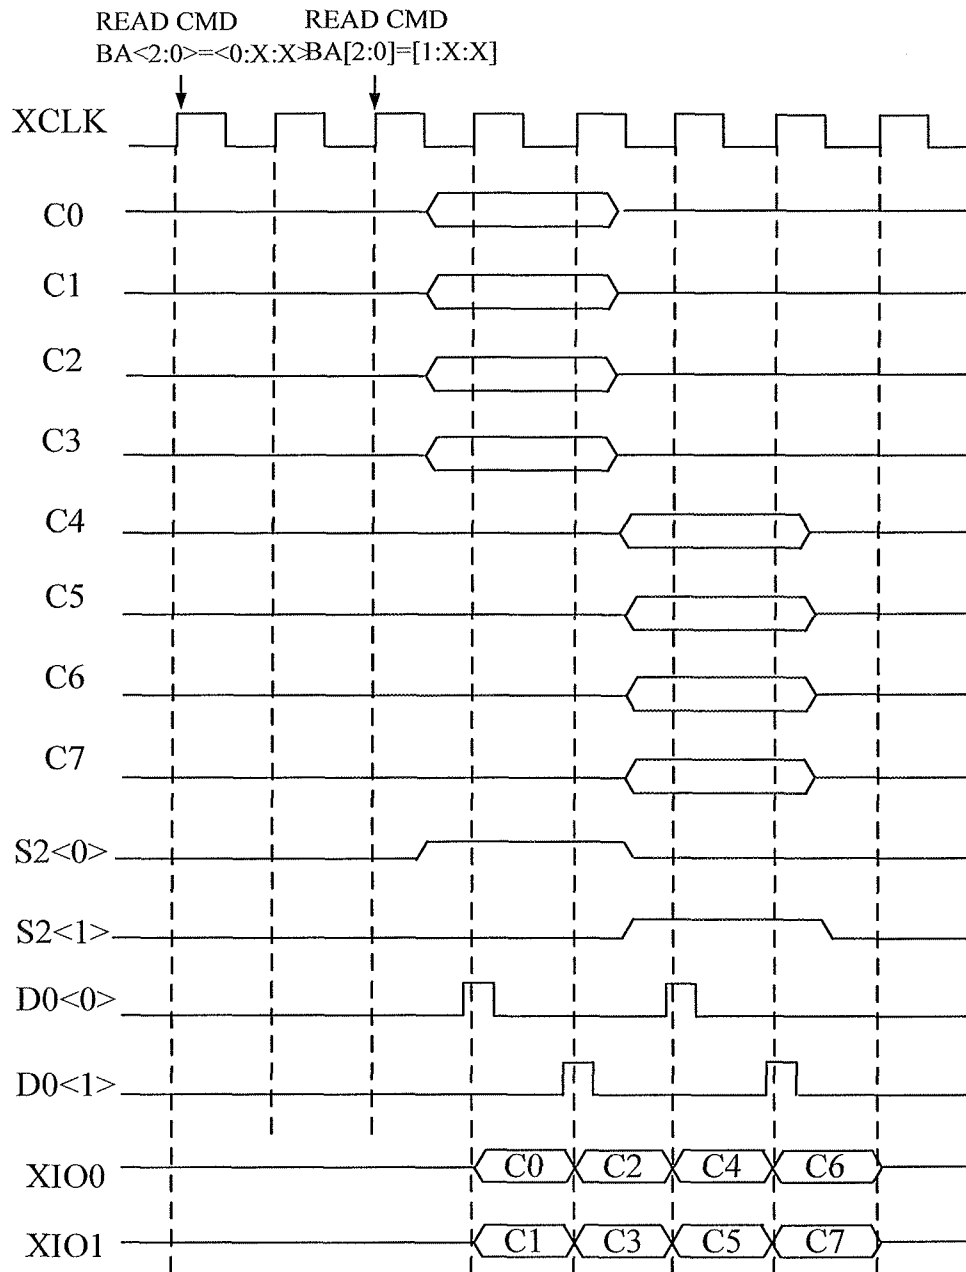 READ CMD
BA<2:0>=<0:X:X>
READ CMD
BA[2:0]=[1:X:X]
XCLK
C0
C1
C2
C3
C4
C5
C6
C7
S2<0>
S2<1>
D0<0>
D0<1>
XIO0
C0 C2 C4 C6
XIO1
C1 C3 C5 C7